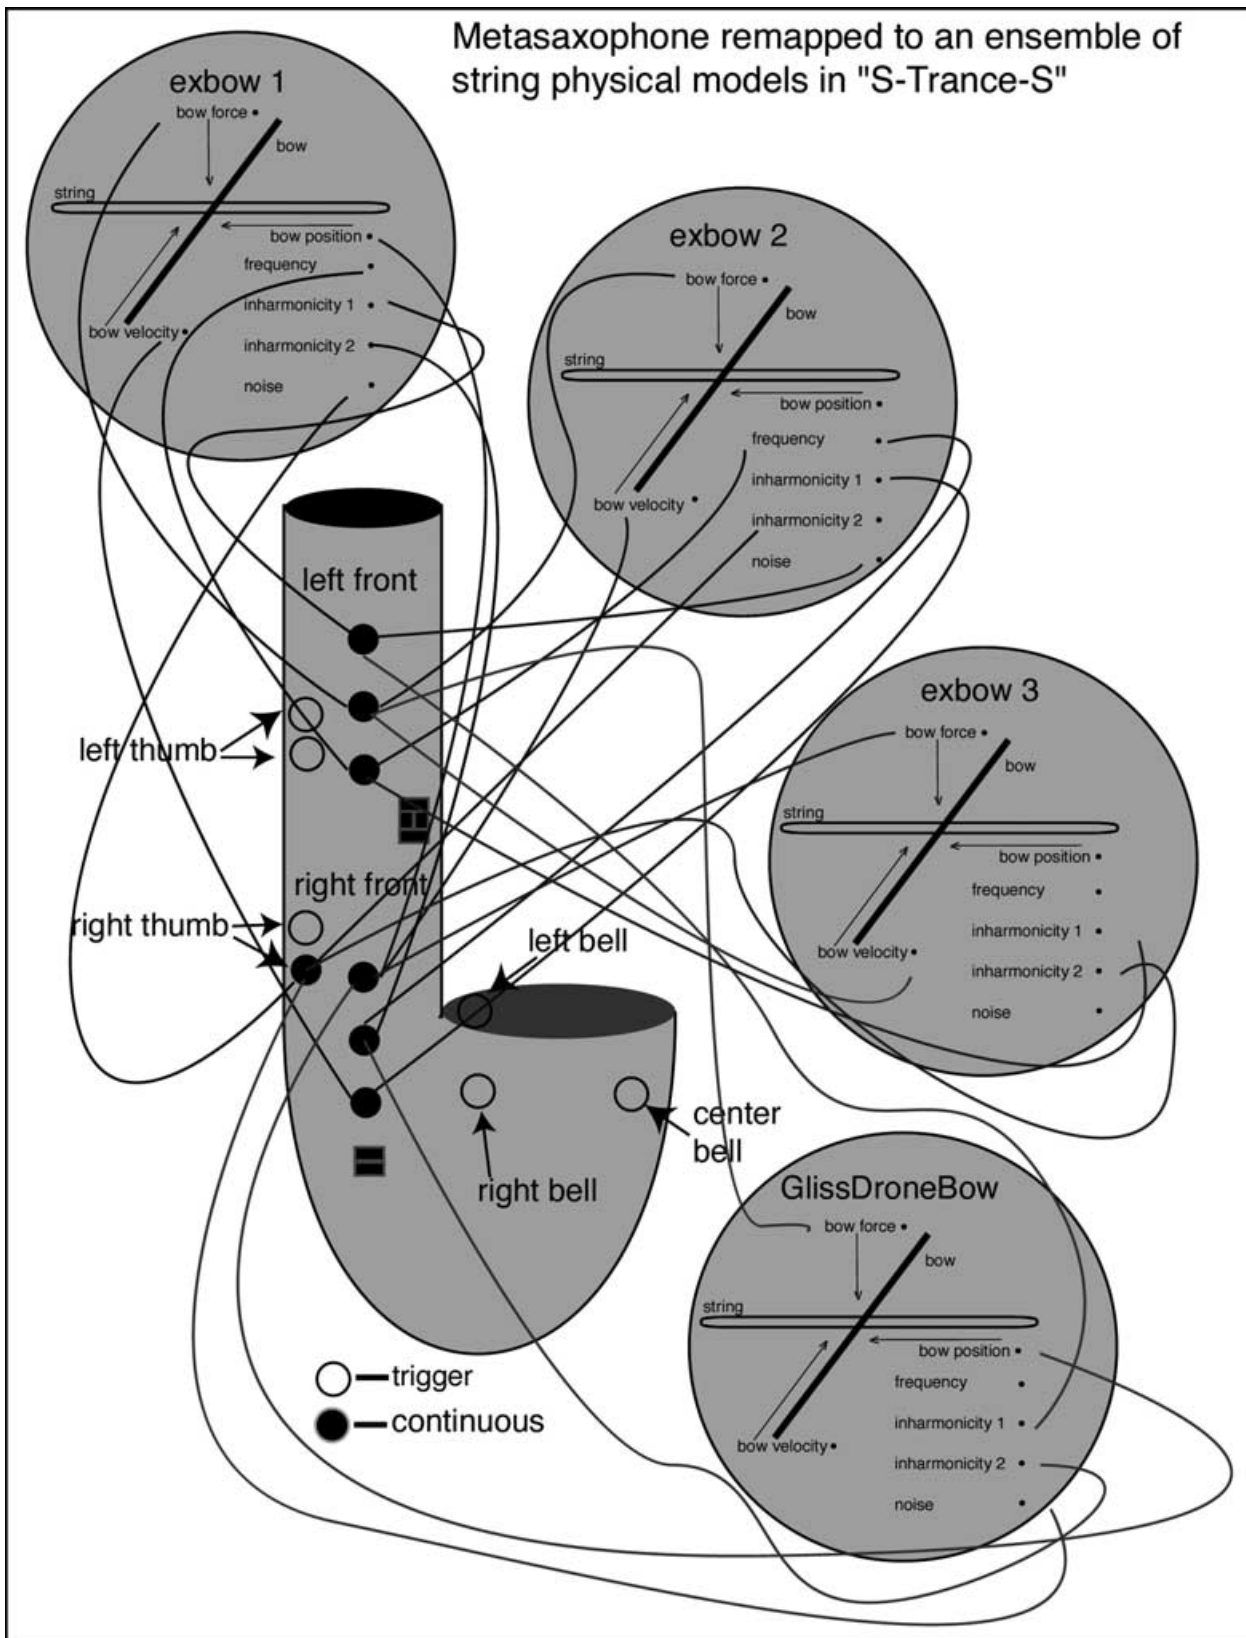 Metasaxophone remapped to an ensemble of
string physical models in "S-Trance-S"
exbow 1
bow force
bow
string
bow position
frequency
inharmonicity 1
bow velocity
inharmonicity 2
noise
exbow 2
bow force
bow
string
bow position
frequency
inharmonicity 1
bow velocity
inharmonicity 2
noise
left front
left thumb
right front
right thumb
left bell
center
bell
right bell
exbow 3
bow force
bow
string
bow position
frequency
inharmonicity 1
bow velocity
inharmonicity 2
noise
GlissDroneBow
bow force
bow
string
bow position
frequency
inharmonicity 1
bow velocity
inharmonicity 2
noise
trigger
continuous